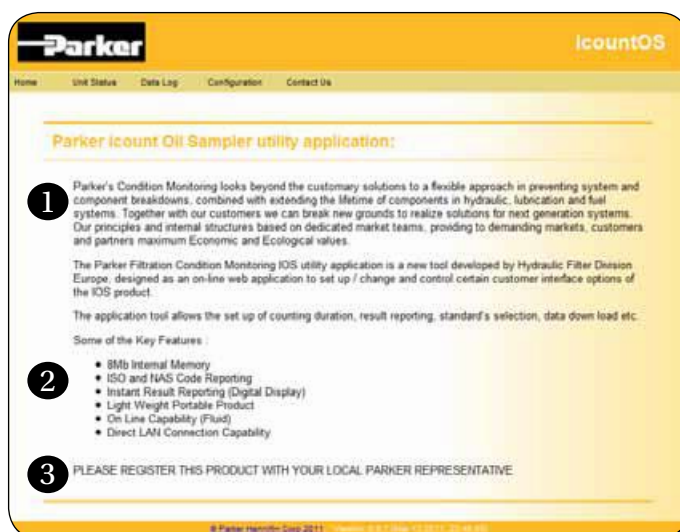 Parker
IcountOS
Home Unit Status Data Log Configuration Contact Us
Parker icount Oil Sampler utility application:
1 Parker's Condition Monitoring looks beyond the customary solutions to a flexible approach in preventing system and
component breakdowns, combined with extending the lifetime of components in hydraulic, lubrication and fuel
systems. Together with our customers we can break new grounds to realize solutions for next generation systems.
Our principles and internal structures based on dedicated market teams, providing to demanding markets, customers
and partners maximum Economic and Ecological values.
The Parker Filtration Condition Monitoring IOS utility application is a new tool developed by Hydraulic Filter Division
Europe, designed as an on-line web application to set up / change and control certain customer interface options of
the IOS product.
The application tool allows the set up of counting duration, result reporting, standard's selection, data down load etc.
Some of the Key Features :
• 8Mb Internal Memory
2 • ISO and NAS Code Reporting
• Instant Result Reporting (Digital Display)
• Light Weight Portable Product
• On Line Capability (Fluid)
• Direct LAN Connection Capability
3 PLEASE REGISTER THIS PRODUCT WITH YOUR LOCAL PARKER REPRESENTATIVE
© Parker Hannifin Corp 2011